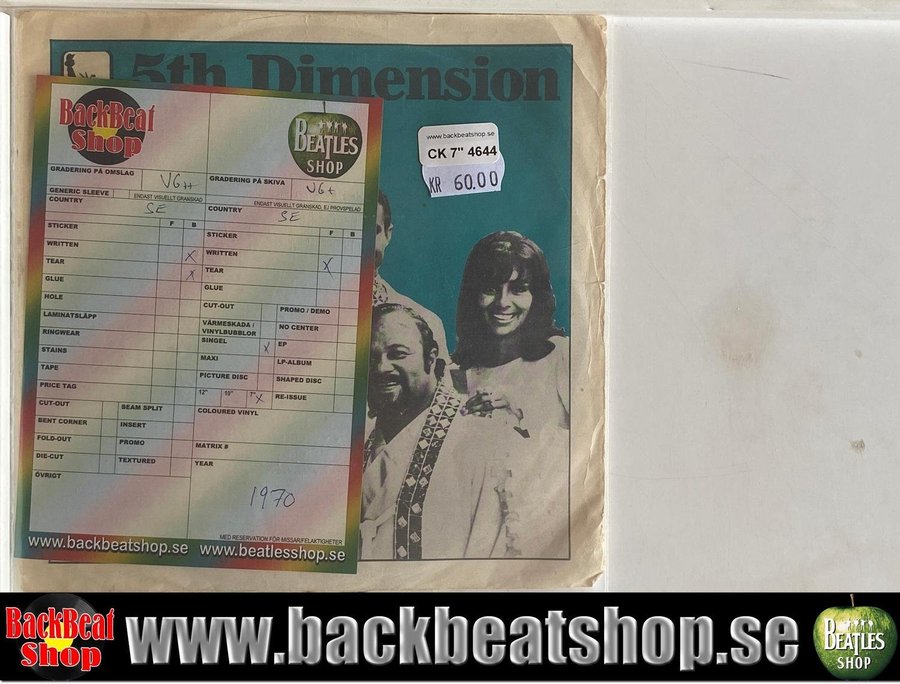 5th Dimension
BackBeat
Shop
BEATLES
SHOP
www.backbeatshop.se
CK 7" 4644
KR 60.00
GRADERING PÅ OMSLAG VG++
GRADERING PÅ SKIVA VG+
GENERIC SLEEVE ENDAST VISUELLT GRANSKAD
ENDAST VISUELLT GRANSKAD, EJ PROVSPELAD
COUNTRY SE
COUNTRY SE
F B
F B
STICKER
WRITTEN X
TEAR X
GLUE
HOLE
LAMINATSLÄPP
RINGWEAR
STAINS
TAPE
PRICE TAG
CUT-OUT BEAM SPLIT
BENT CORNER INSERT
FOLD-OUT PROMO
DIE-CUT TEXTURED
ÖVRIGT
STICKER
WRITTEN X
TEAR
GLUE
CUT-OUT PROMO / DEMO
VÄRMESKADA /
VINYLBUBBLOR NO CENTER
SINGEL X EP
MAXI LP-ALBUM
PICTURE DISC SHAPED DISC
12" 10" 7" X RE-ISSUE
COLOURED VINYL
MATRIX #
YEAR
1970
MED RESERVATION FÖR MISSAR/FELAKTIGHETER
www.backbeatshop.se www.beatlesshop.se
BackBeat
Shop
www.backbeatshop.se
BEATLES
SHOP